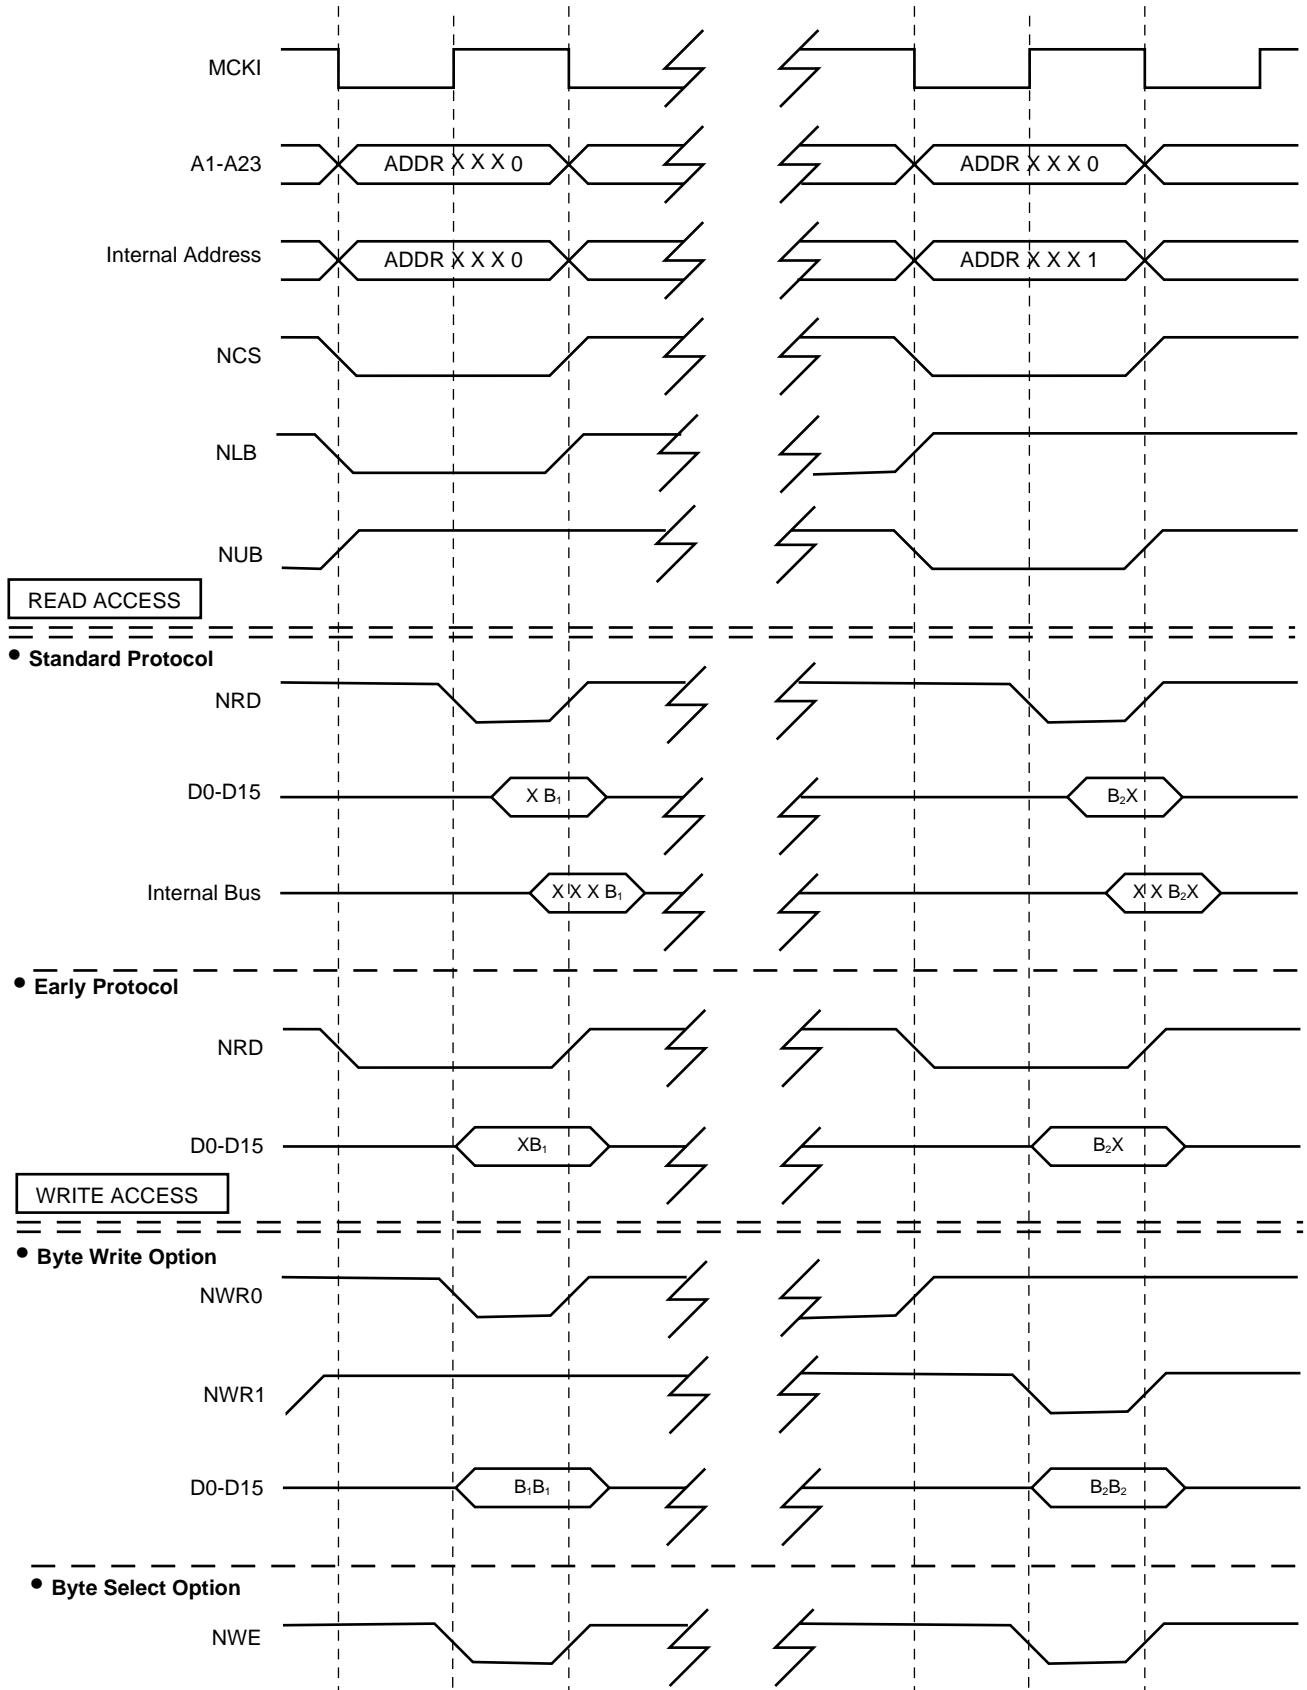 MCKI
A1-A23 ADDR X X X 0 ADDR X X X 0
Internal Address ADDR X X X 0 ADDR X X X 1
NCS
NLB
NUB
READ ACCESS
• Standard Protocol
NRD
D0-D15 X B₁ B₂X
Internal Bus X X X B₁ X X B₂X
• Early Protocol
NRD
D0-D15 XB₁ B₂X
WRITE ACCESS
• Byte Write Option
NWR0
NWR1
D0-D15 B₁B₁ B₂B₂
• Byte Select Option
NWE